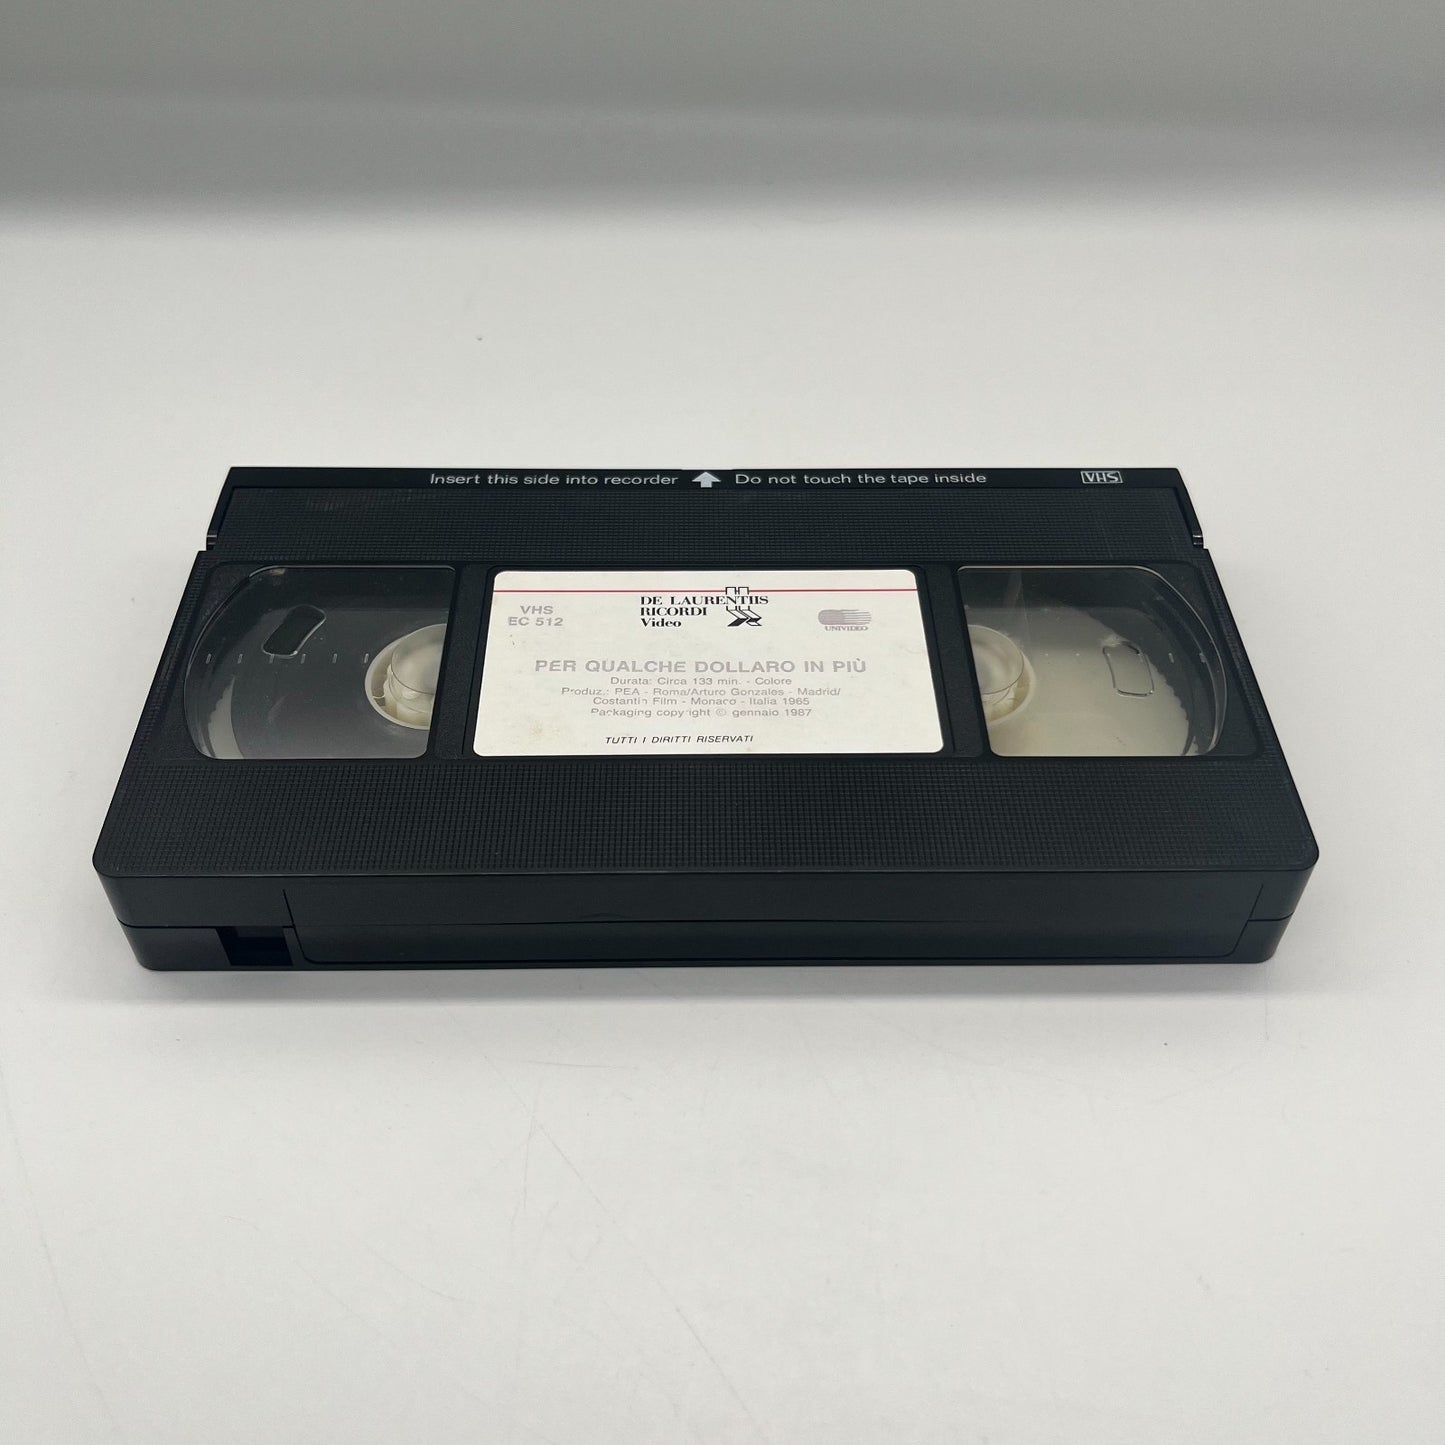 Insert this side into recorder Do not touch the tape inside VHS
DE LAURENTIIS
RICORDI
Video
VHS
EC 512
UNIVIDEO
PER QUALCHE DOLLARO IN PIÙ
Durata: Circa 133 min. - Colore
Produz.: PEA - Roma/Arturo Gonzales - Madrid/
Costantin Film - Monaco - Italia 1965
Packaging copyright © gennaio 1987
TUTTI I DIRITTI RISERVATI